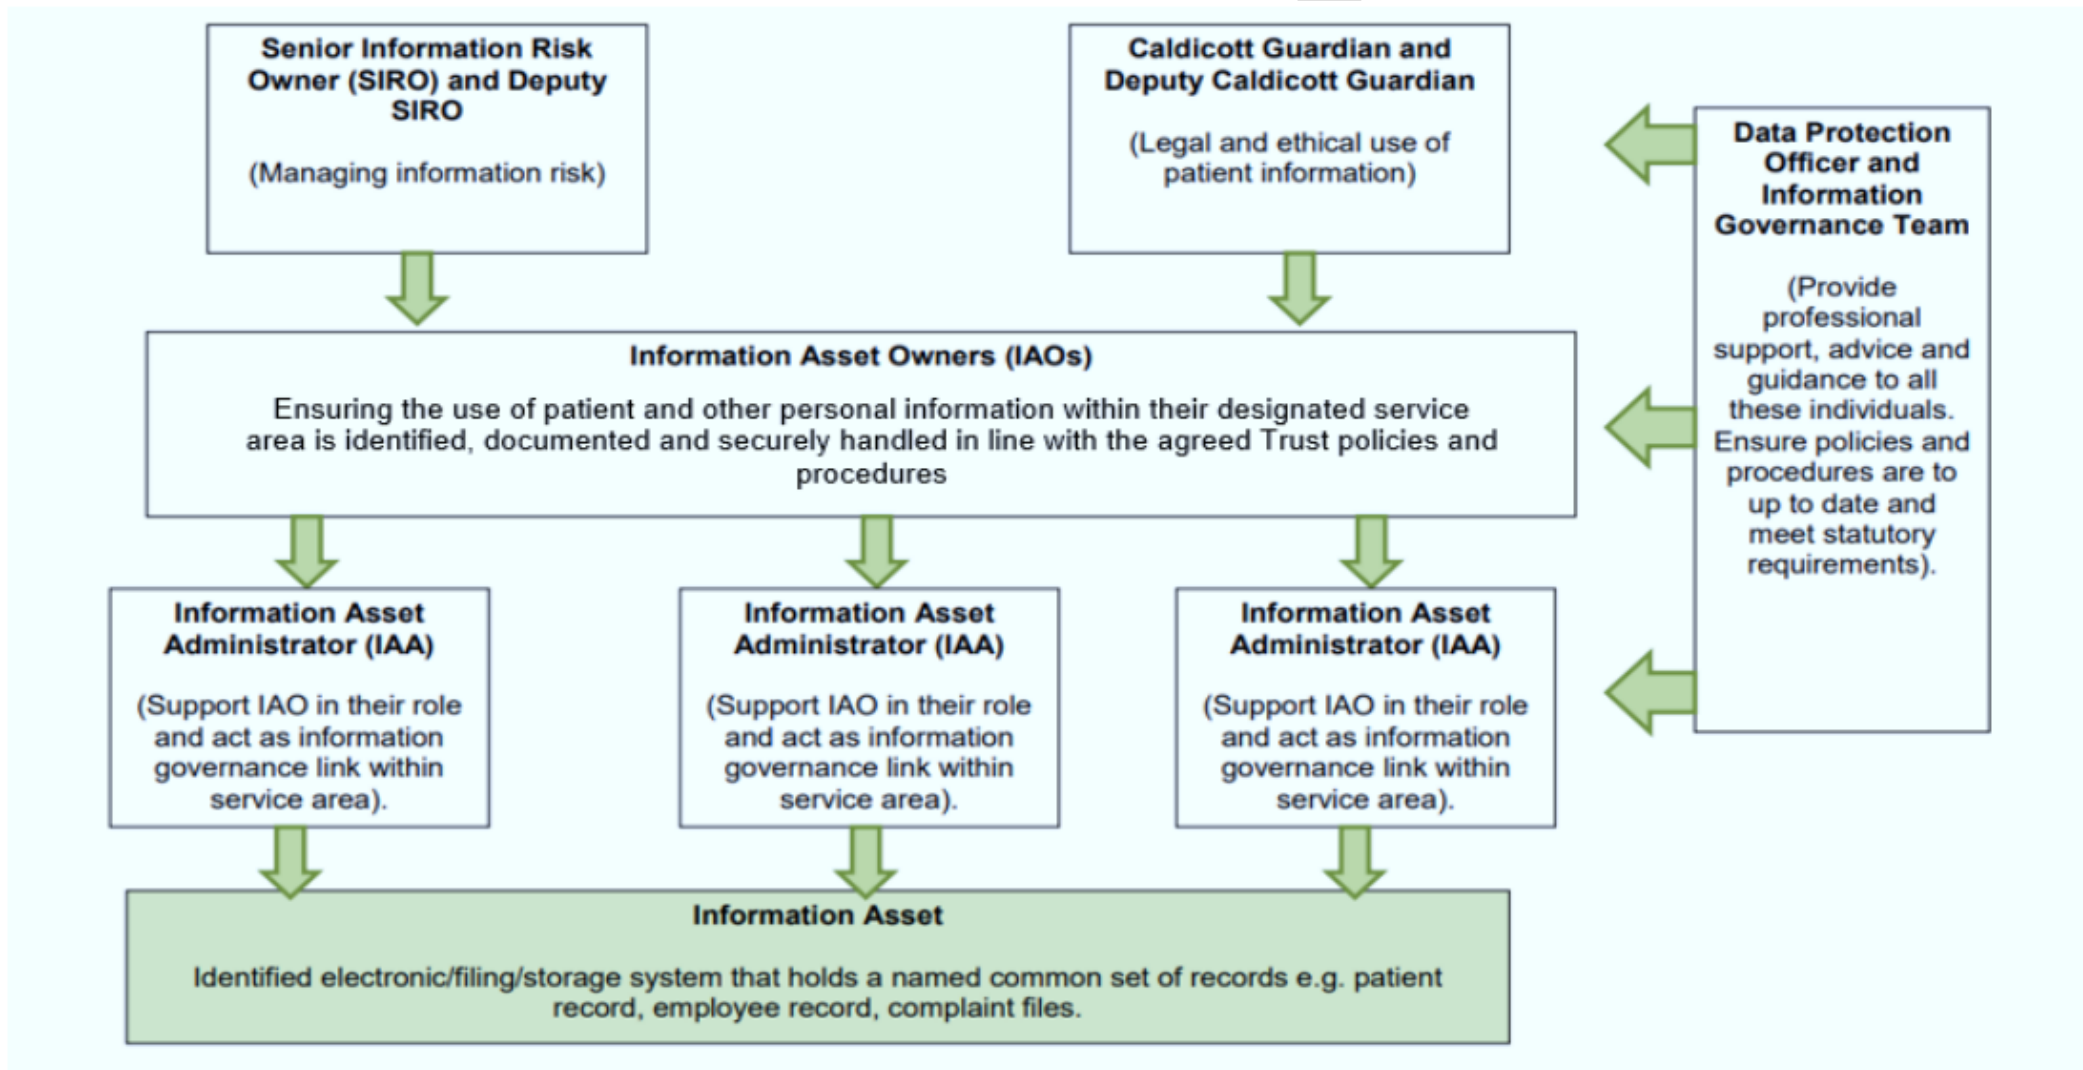 Senior Information Risk
Owner (SIRO) and Deputy
SIRO
(Managing information risk)
Caldicott Guardian and
Deputy Caldicott Guardian
(Legal and ethical use of
patient information)
Data Protection
Officer and
Information
Governance Team
(Provide
professional
support, advice and
guidance to all
these individuals.
Ensure policies and
procedures are to
up to date and
meet statutory
requirements).
Information Asset Owners (IAOs)
Ensuring the use of patient and other personal information within their designated service
area is identified, documented and securely handled in line with the agreed Trust policies and
procedures
Information Asset
Administrator (IAA)
(Support IAO in their role
and act as information
governance link within
service area).
Information Asset
Administrator (IAA)
(Support IAO in their role
and act as information
governance link within
service area).
Information Asset
Administrator (IAA)
(Support IAO in their role
and act as information
governance link within
service area).
Information Asset
Identified electronic/filing/storage system that holds a named common set of records e.g. patient
record, employee record, complaint files.